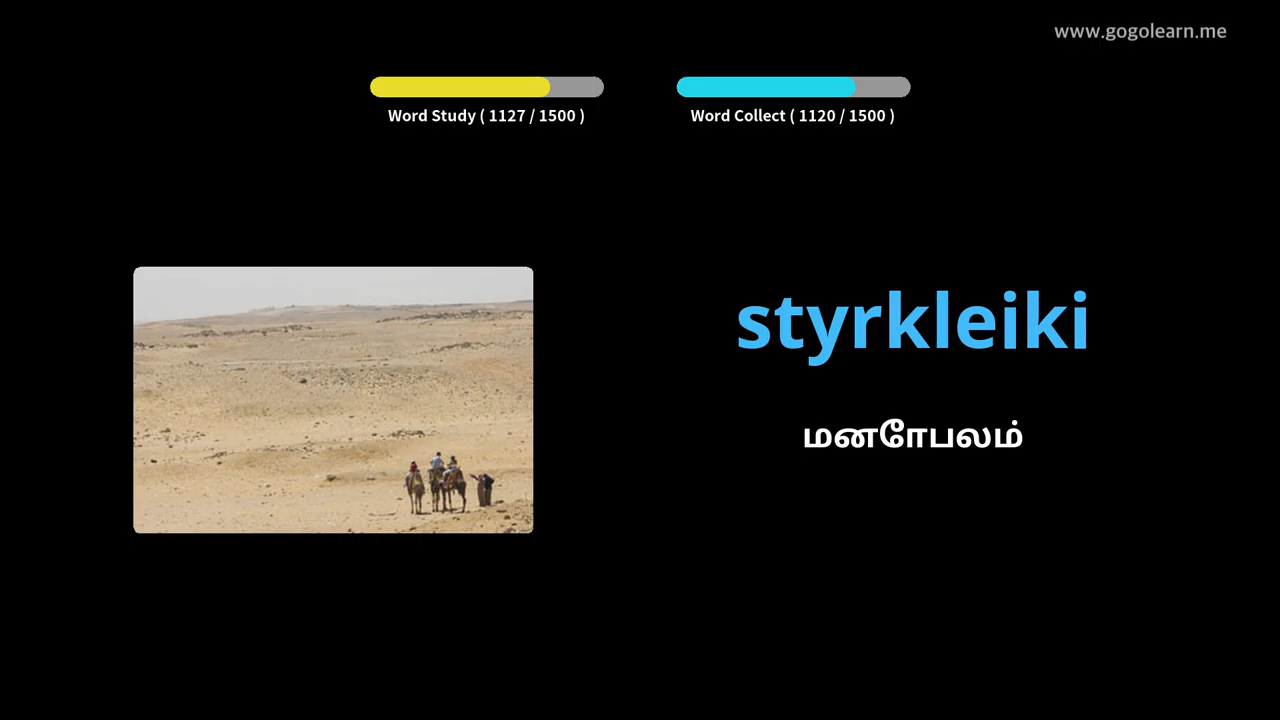 www.gogolearn.me
Word Study ( 1127 / 1500 )
Word Collect ( 1120 / 1500 )
styrkleiki
மனோபலம்